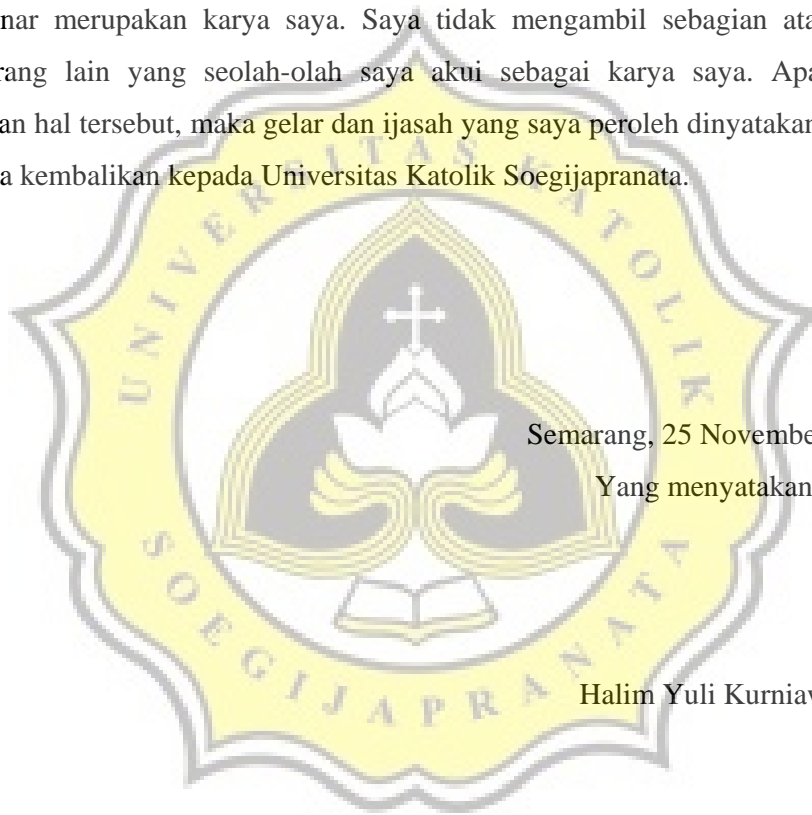 nar merupakan karya saya. Saya tidak mengambil sebagian ata
rang lain yang seolah-olah saya akui sebagai karya saya. Apa
an hal tersebut, maka gelar dan ijasah yang saya peroleh dinyatakan
a kembalikan kepada Universitas Katolik Soegijapranata.
UNIVERSITAS KATOLIK
Semarang, 25 Novembe
Yang menyatakan
SOEGIJAPRANATA
Halim Yuli Kurniaw